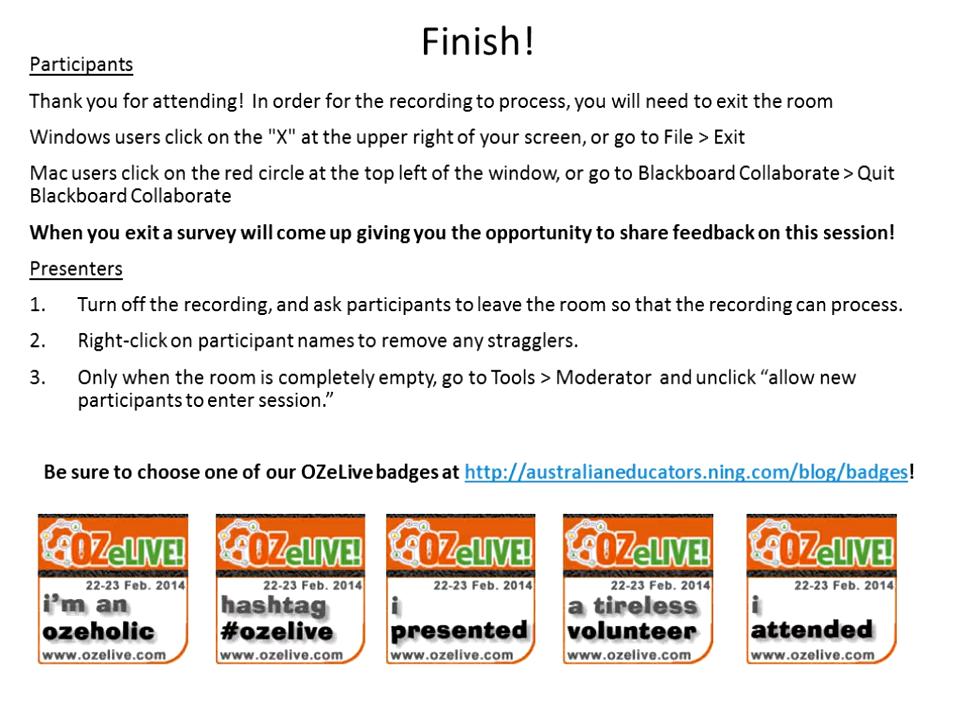 Finish!
Participants
Thank you for attending! In order for the recording to process, you will need to exit the room
Windows users click on the "X" at the upper right of your screen, or go to File > Exit
Mac users click on the red circle at the top left of the window, or go to Blackboard Collaborate > Quit
Blackboard Collaborate
When you exit a survey will come up giving you the opportunity to share feedback on this session!
Presenters
1. Turn off the recording, and ask participants to leave the room so that the recording can process.
2. Right-click on participant names to remove any stragglers.
3. Only when the room is completely empty, go to Tools > Moderator and unclick “allow new
participants to enter session.”
Be sure to choose one of our OZeLive badges at http://australianeducators.ning.com/blog/badges!
OZeLIVE!
22-23 Feb. 2014
i'm an
ozeholic
www.ozelive.com
OZeLIVE!
22-23 Feb. 2014
hashtag
#ozelive
www.ozelive.com
OZeLIVE!
22-23 Feb. 2014
i
presented
www.ozelive.com
OZeLIVE!
22-23 Feb. 2014
a tireless
volunteer
www.ozelive.com
OZeLIVE!
22-23 Feb. 2014
i
attended
www.ozelive.com